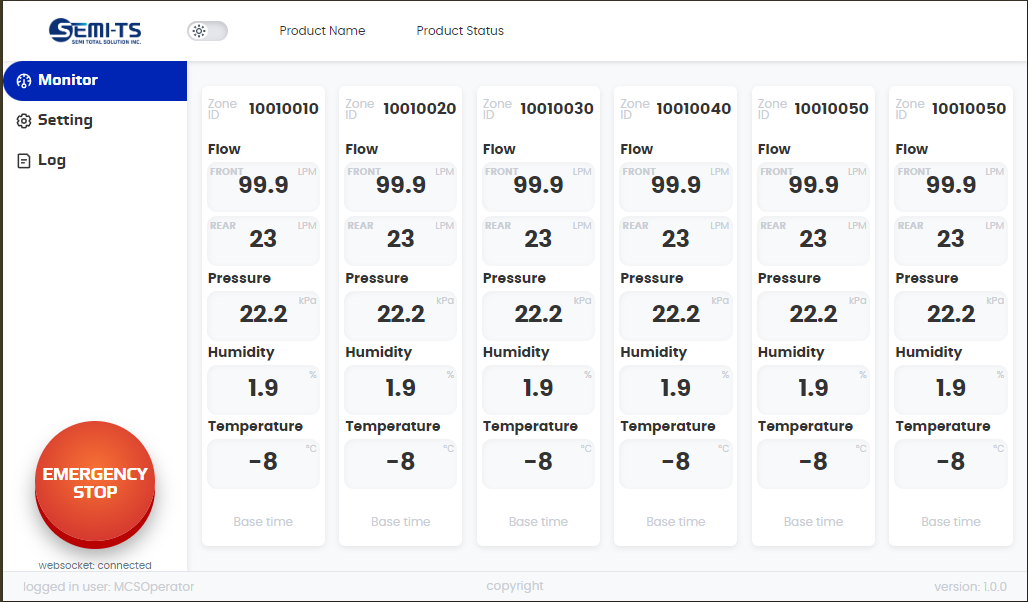 SEMI-TS
SEMI TOTAL SOLUTION INC.
Product Name
Product Status
Monitor
Setting
Log
EMERGENCY
STOP
websocket: connected
Zone
ID
10010010
Flow
FRONT
99.9
LPM
REAR
23
LPM
Pressure
22.2
kPa
Humidity
1.9
%
Temperature
-8
°C
Base time
Zone
ID
10010020
Flow
FRONT
99.9
LPM
REAR
23
LPM
Pressure
22.2
kPa
Humidity
1.9
%
Temperature
-8
°C
Base time
Zone
ID
10010030
Flow
FRONT
99.9
LPM
REAR
23
LPM
Pressure
22.2
kPa
Humidity
1.9
%
Temperature
-8
°C
Base time
Zone
ID
10010040
Flow
FRONT
99.9
LPM
REAR
23
LPM
Pressure
22.2
kPa
Humidity
1.9
%
Temperature
-8
°C
Base time
Zone
ID
10010050
Flow
FRONT
99.9
LPM
REAR
23
LPM
Pressure
22.2
kPa
Humidity
1.9
%
Temperature
-8
°C
Base time
Zone
ID
10010050
Flow
FRONT
99.9
LPM
REAR
23
LPM
Pressure
22.2
kPa
Humidity
1.9
%
Temperature
-8
°C
Base time
logged in user: MCSOperator
copyright
version: 1.0.0